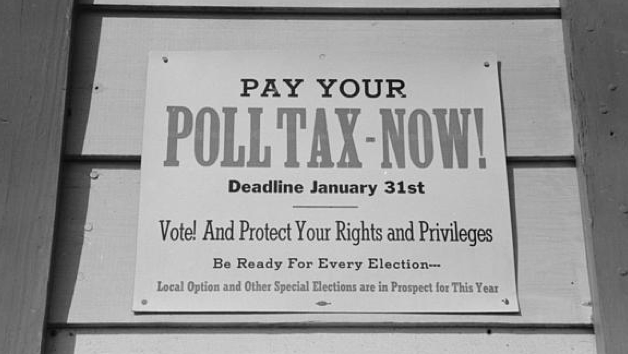 PAY YOUR
POLL TAX-NOW!
Deadline January 31st
Vote! And Protect Your Rights and Privileges
Be Ready For Every Election---
Local Option and Other Special Elections are in Prospect for This Year